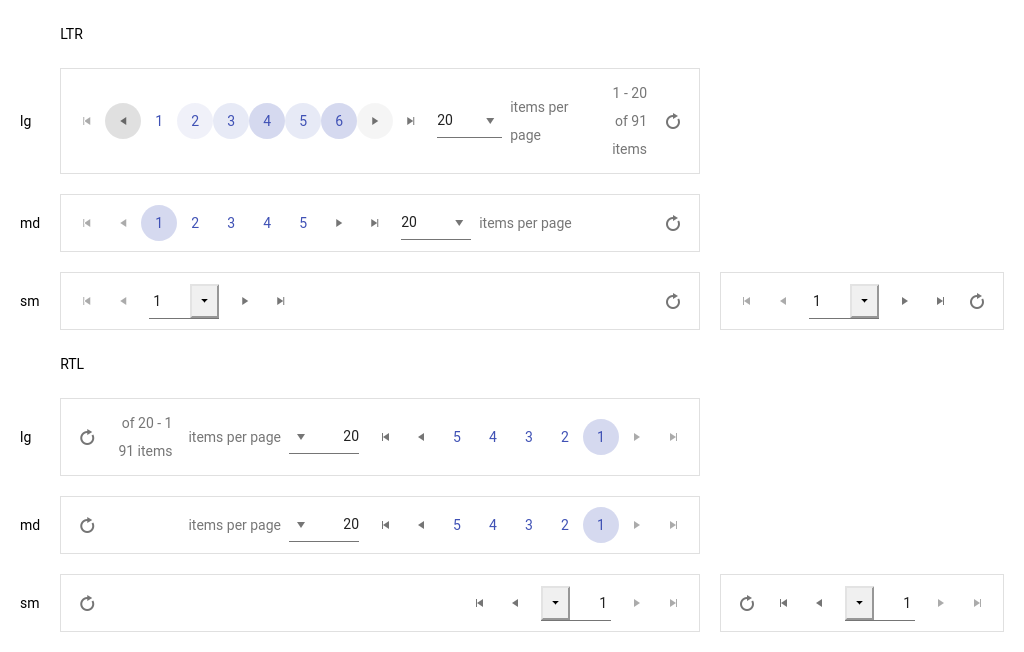 LTR
lg 1 2 3 4 5 6 20 items per page 1 - 20 of 91 items
md 1 2 3 4 5 20 items per page
sm 1 1
RTL
lg of 20 - 1 91 items items per page 20 5 4 3 2 1
md items per page 20 5 4 3 2 1
sm 1 1